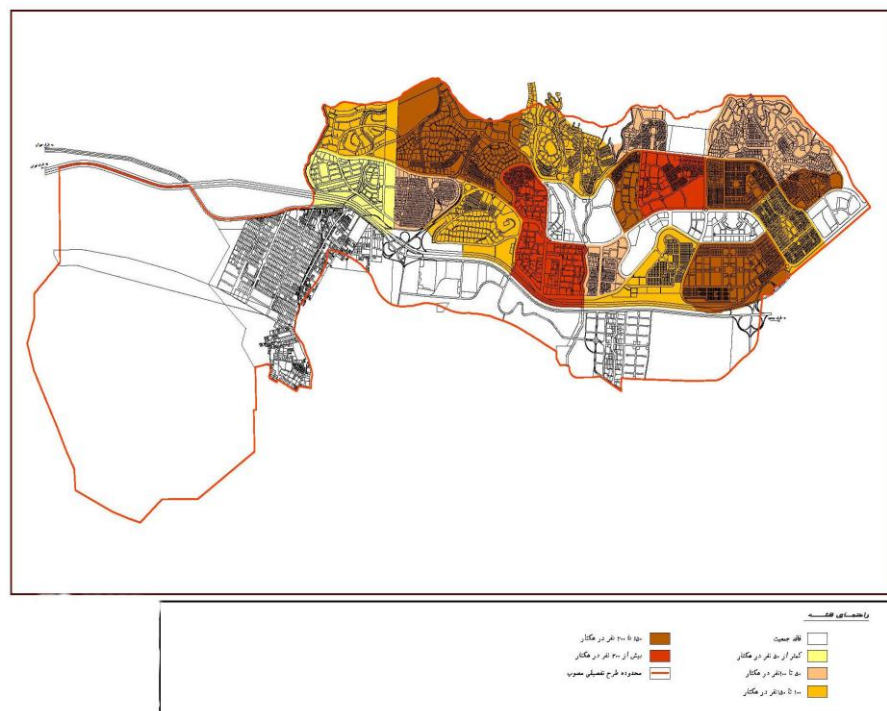 راهنمای نقشه
فاقد جمعیت
کمتر از ۵۰ نفر در هکتار
۵۰ تا ۱۰۰ نفر در هکتار
۱۰۰ تا ۱۵۰ نفر در هکتار
۱۵۰ تا ۲۰۰ نفر در هکتار
بیش از ۲۰۰ نفر در هکتار
محدوده طرح تفصیلی مصوب